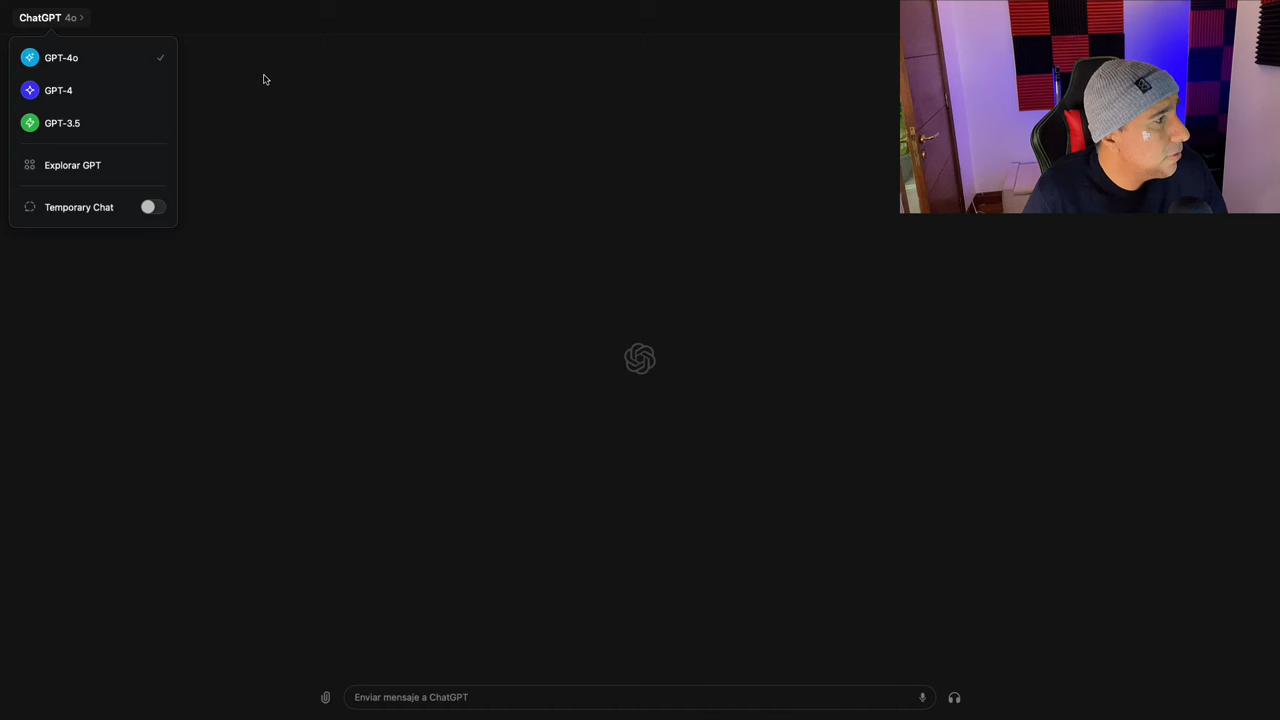 ChatGPT 4o >
GPT-4o
GPT-4
GPT-3.5
Explorar GPT
Temporary Chat
Enviar mensaje a ChatGPT